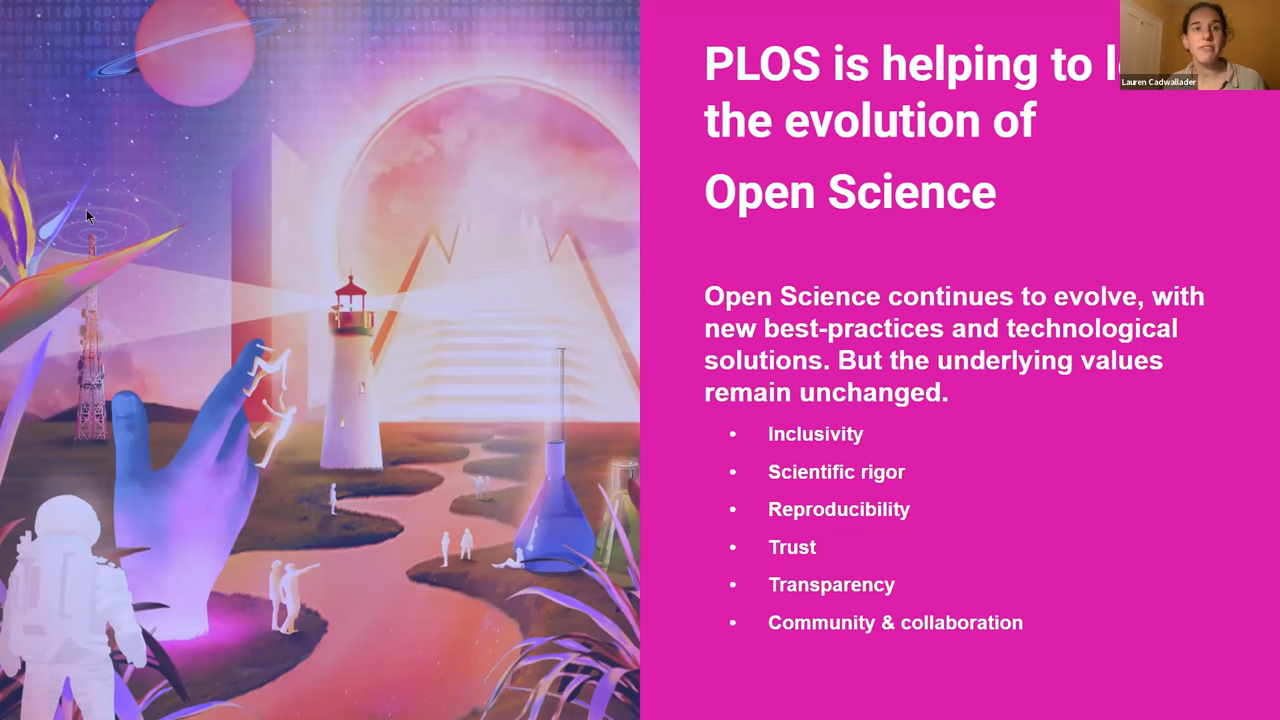 PLOS is helping to
the evolution of
Open Science
Lauren Cadwallader
Open Science continues to evolve, with
new best-practices and technological
solutions. But the underlying values
remain unchanged.
• Inclusivity
• Scientific rigor
• Reproducibility
• Trust
• Transparency
• Community & collaboration